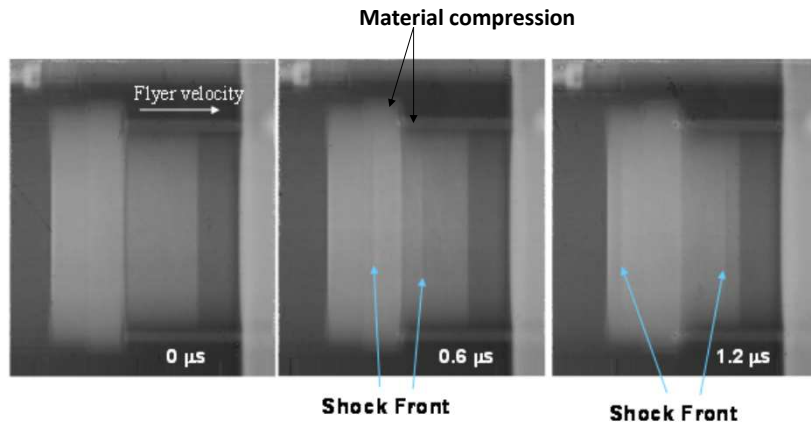 Material compression
Flyer velocity
0 µs
0.6 µs
1.2 µs
Shock Front
Shock Front